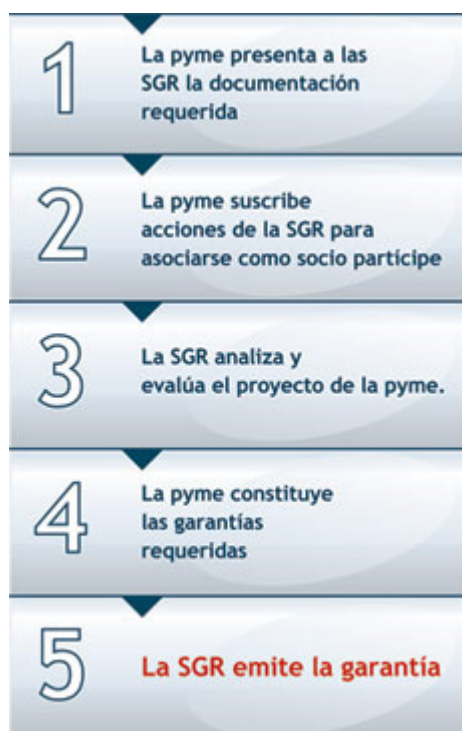 1
La pyme presenta a las
SGR la documentación
requerida
2
La pyme suscribe
acciones de la SGR para
asociarse como socio partícipe
3
La SGR analiza y
evalúa el proyecto de la pyme.
4
La pyme constituye
las garantías
requeridas
5
La SGR emite la garantía